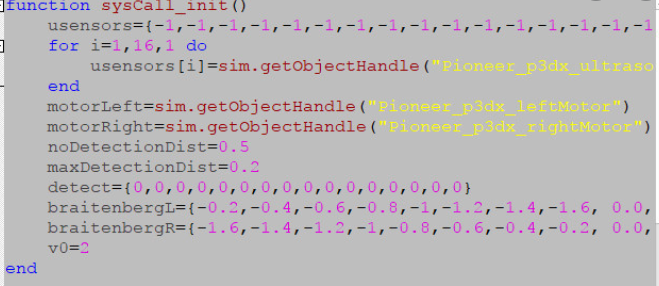 function sysCall_init()
usensors={-1,-1,-1,-1,-1,-1,-1,-1,-1,-1,-1,-1,-1,-1,-1,-1
for i=1,16,1 do
usensors[i]=sim.getObjectHandle("Pioneer_p3dx_ultraso
end
motorLeft=sim.getObjectHandle("Pioneer_p3dx_leftMotor")
motorRight=sim.getObjectHandle("Pioneer_p3dx_rightMotor")
noDetectionDist=0.5
maxDetectionDist=0.2
detect={0,0,0,0,0,0,0,0,0,0,0,0,0,0,0,0}
braitenbergL={-0.2,-0.4,-0.6,-0.8,-1,-1.2,-1.4,-1.6, 0.0,
braitenbergR={-1.6,-1.4,-1.2,-1,-0.8,-0.6,-0.4,-0.2, 0.0,
v0=2
end